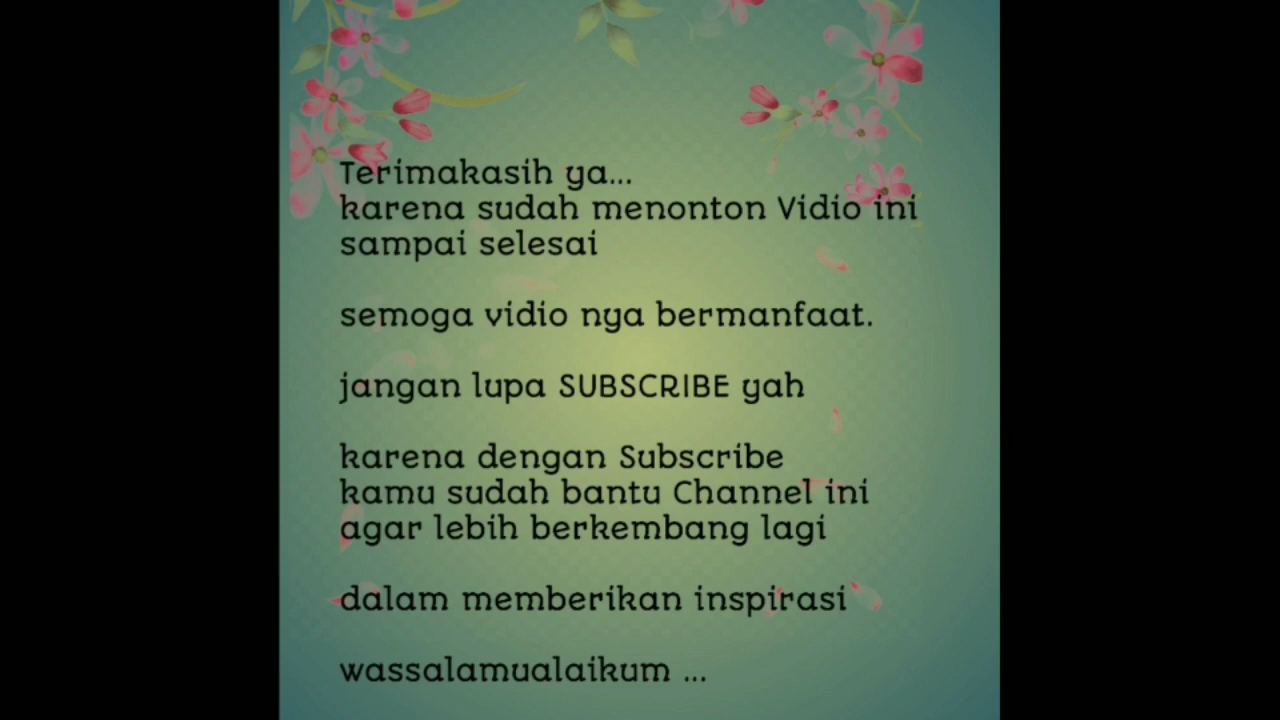 Terimakasih ya...
karena sudah menonton Vidio ini
sampai selesai
semoga vidio nya bermanfaat.
jangan lupa SUBSCRIBE yah
karena dengan Subscribe
kamu sudah bantu Channel ini
agar lebih berkembang lagi
dalam memberikan inspirasi
wassalamualaikum ...